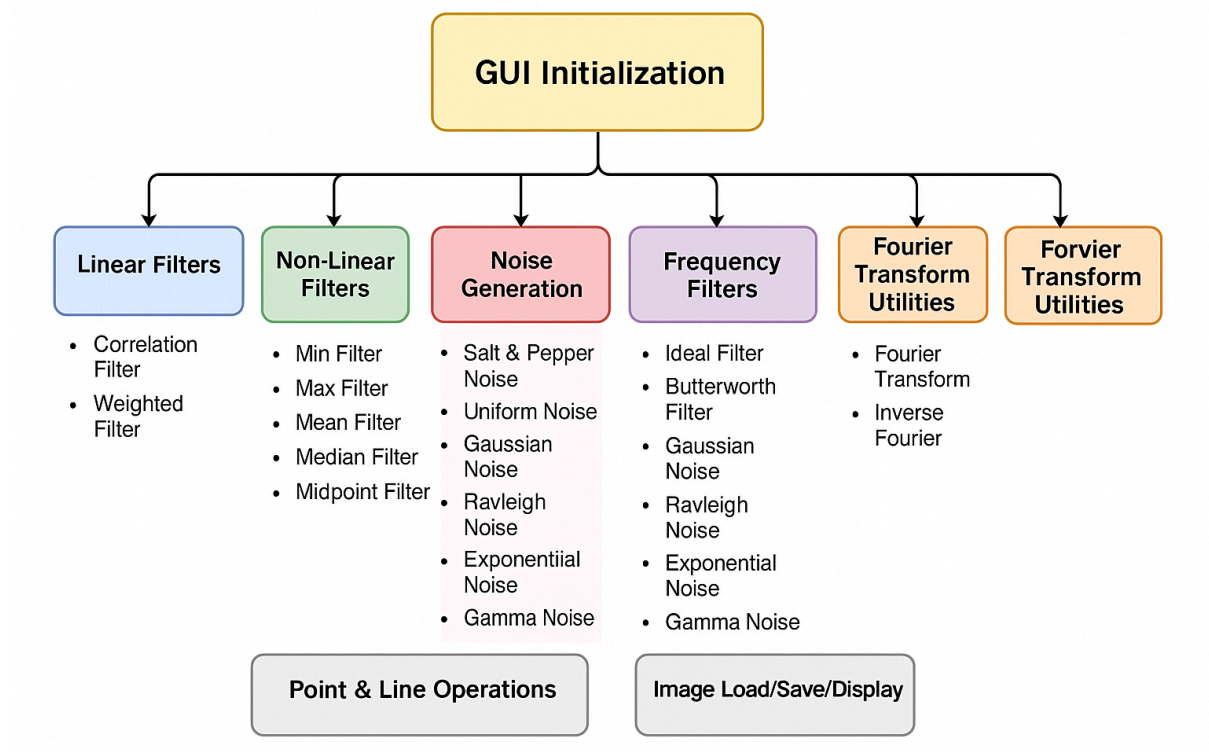 GUI Initialization
Linear Filters
• Correlation
Filter
• Weighted
Filter
Non-Linear
Filters
• Min Filter
• Max Filter
• Mean Filter
• Median Filter
• Midpoint Filter
Noise
Generation
• Salt & Pepper
Noise
• Uniform Noise
• Gaussian
Noise
• Ravleigh
Noise
• Exponentiial
Noise
• Gamma Noise
Frequency
Filters
• Ideal Filter
• Butterworth
Filter
• Gaussian
Noise
• Ravleigh
Noise
• Exponential
Noise
• Gamma Noise
Fourier
Transform
Utilities
• Fourier
Transform
• Inverse
Fourier
Forvier
Transform
Utilities
Point & Line Operations
Image Load/Save/Display